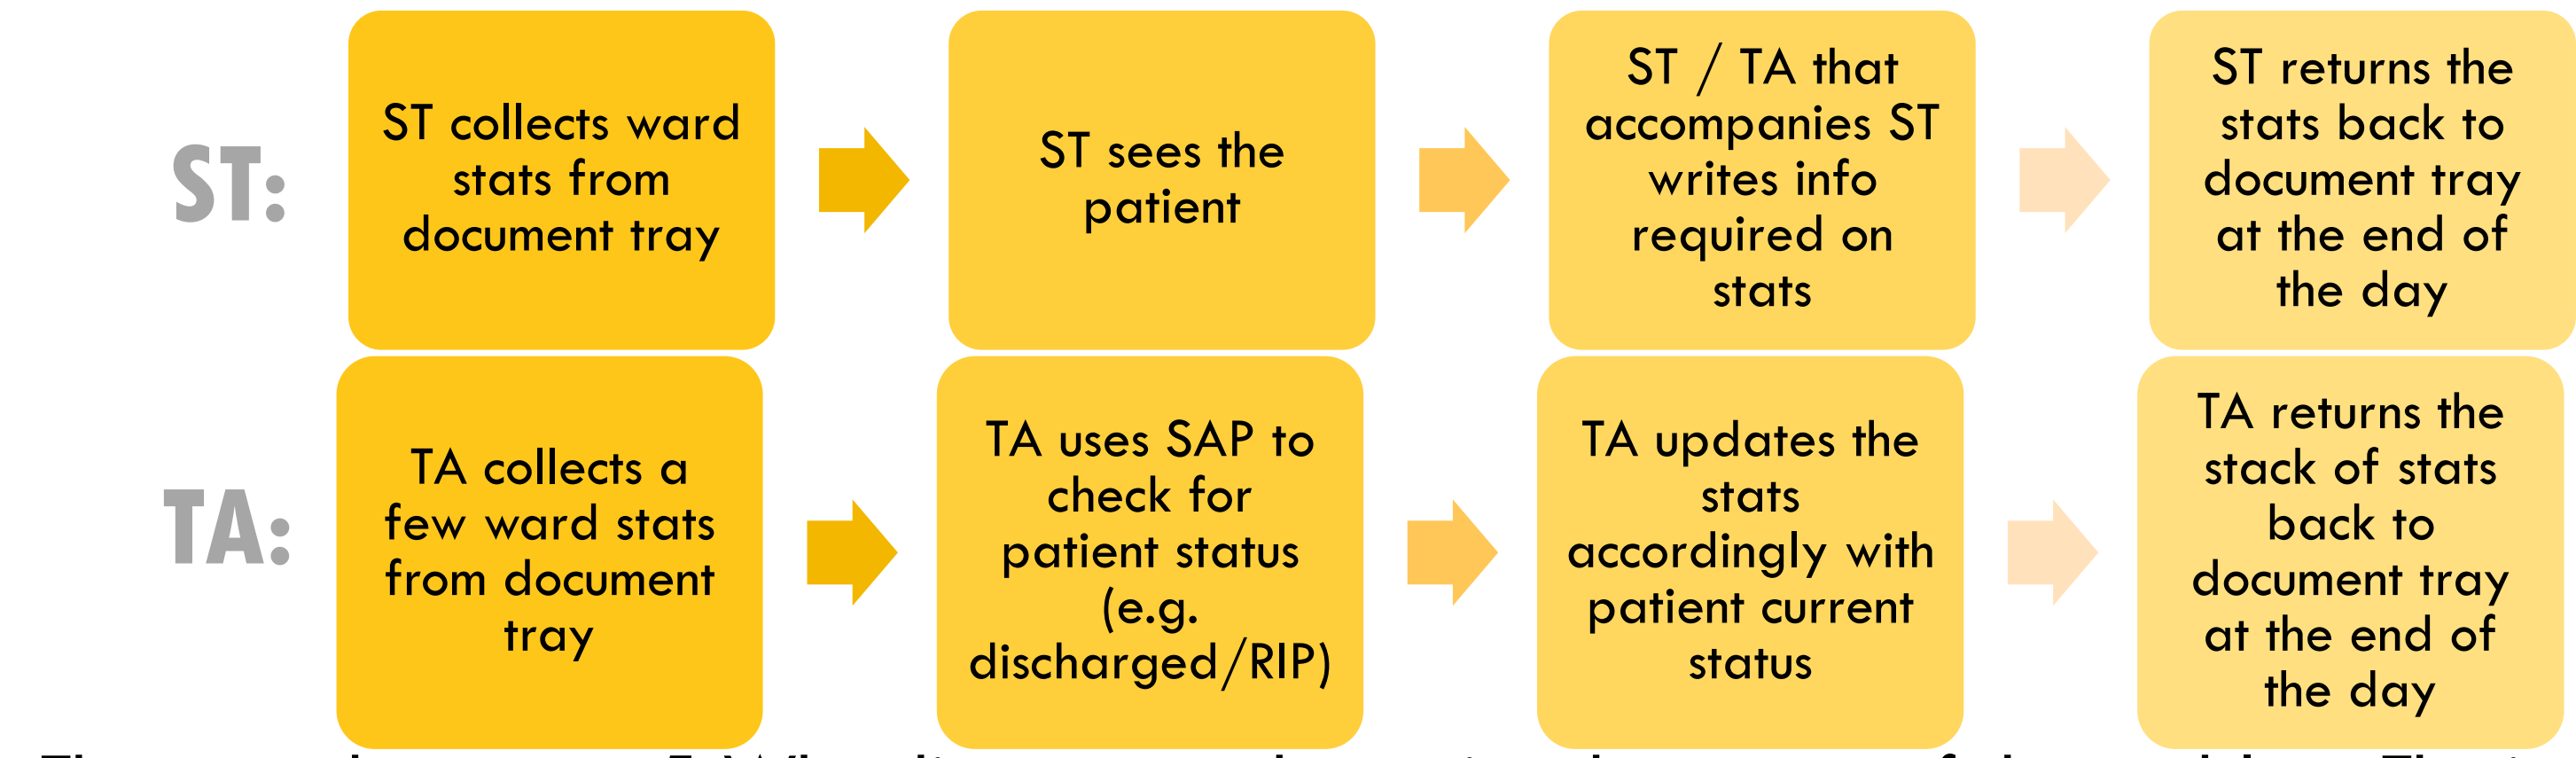 ST:
ST collects ward
stats from
document tray
ST sees the
patient
ST / TA that
accompanies ST
writes info
required on
stats
ST returns the
stats back to
document tray
at the end of
the day
TA:
TA collects a
few ward stats
from document
tray
TA uses SAP to
check for
patient status
(e.g.
discharged/RIP)
TA updates the
stats
accordingly with
patient current
status
TA returns the
stack of stats
back to
document tray
at the end of
the day